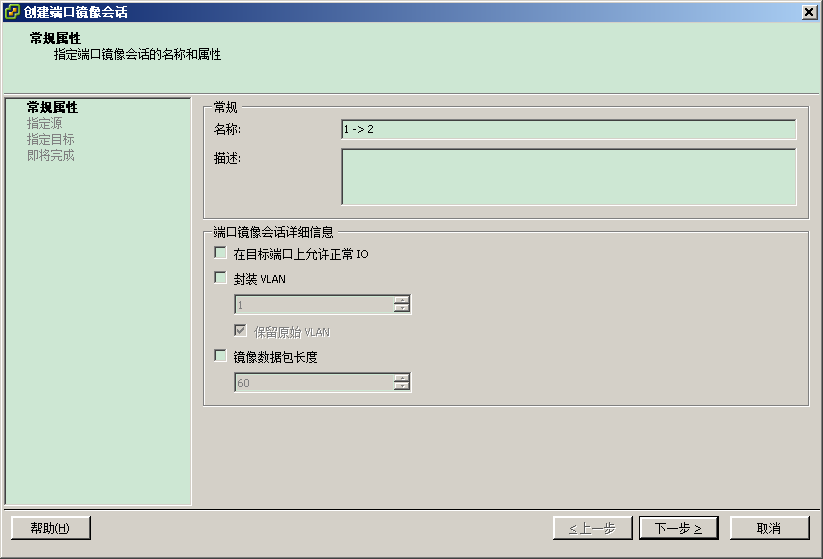 创建端口镜像会话
常规属性
指定端口镜像会话的名称和属性
常规属性
指定源
指定目标
即将完成
常规
名称:
1 -> 2
描述:
端口镜像会话详细信息
在目标端口上允许正常 IO
封装 VLAN
1
保留原始 VLAN
镜像数据包长度
60
帮助(H)
≤ 上一步
下一步 ≥
取消